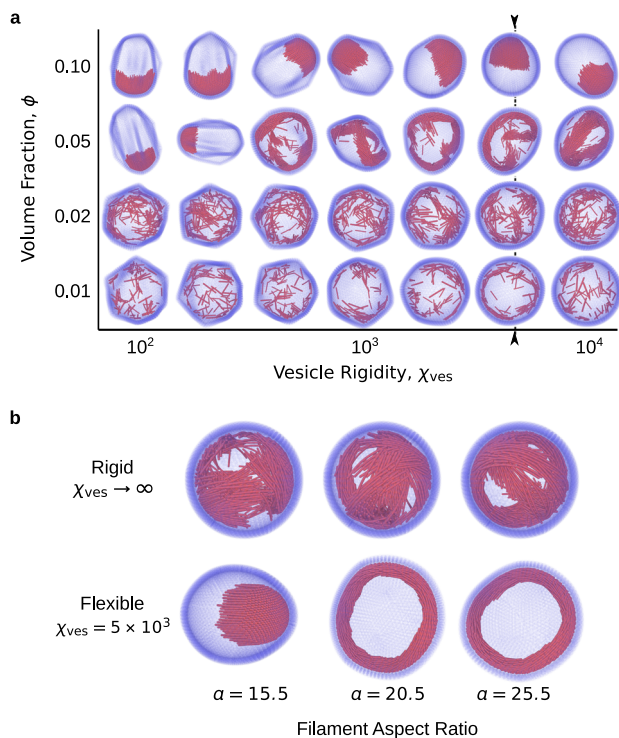 a
Volume Fraction, ϕ
0.10
0.05
0.02
0.01
10² 10³ 10⁴
Vesicle Rigidity, χves
b
Rigid
χves → ∞
Flexible
χves = 5 × 10³
a = 15.5 a = 20.5 a = 25.5
Filament Aspect Ratio